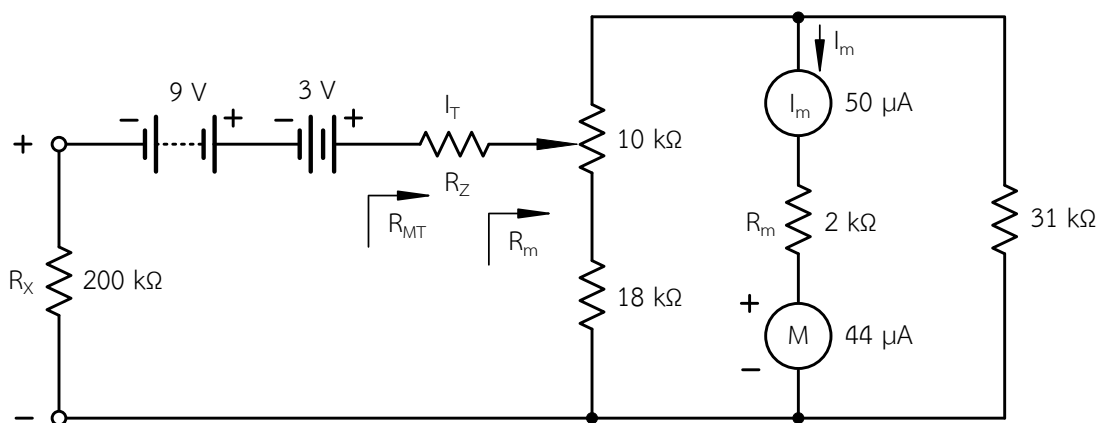 I_m
9 V
3 V
I_T
I_m
50 µA
10 kΩ
R_Z
R_MT
R_m
R_m
2 kΩ
31 kΩ
R_X
200 kΩ
18 kΩ
M
44 µA